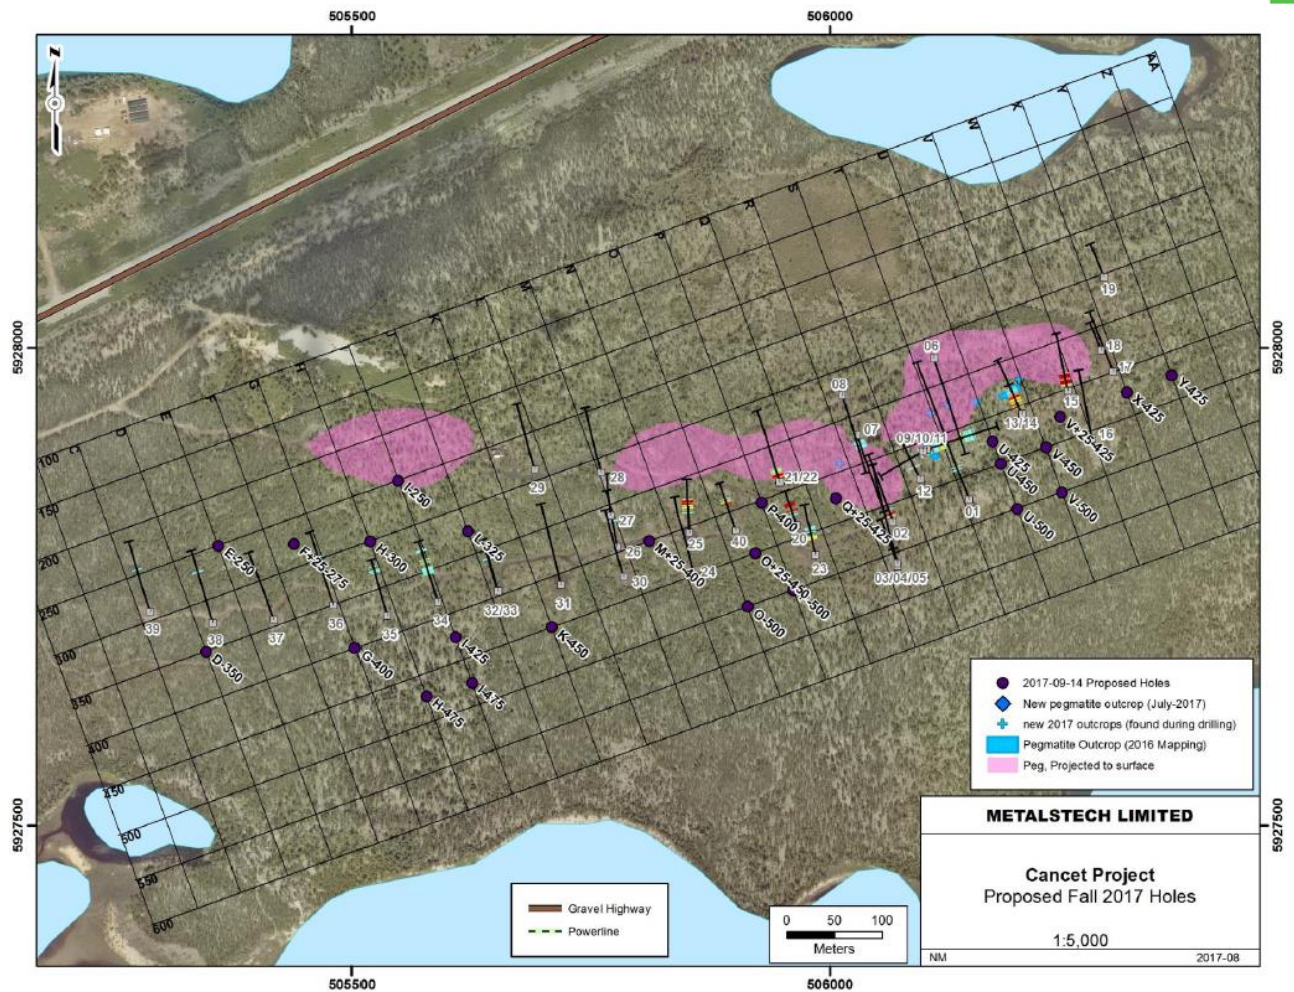 505500
506000
N
AA
Z
Y
X
W
V
U
T
S
R
Q
P
O
N
M
L
K
J
I
H
G
F
E
D
C
5928000
5928000
19
18
17
06
08
Y-425
X-425
15
07
13/14
V+25-425
16
09/10/11
U-425
V-450
100
28
29
21/22
12
U-450
I-250
01
V-500
150
27
P-400
Q+25-425
U-500
25
40
20
02
L-325
26
M+25-400
200
E-250
F+25-275
H-300
24
23
O+25-450
03/04/05
30
31
-500
250
39
38
37
36
35
34
32/33
O-500
300
D-350
G-400
I-425
K-450
350
H-475
I-475
400
450
500
550
600
5927500
5927500
2017-09-14 Proposed Holes
New pegmatite outcrop (July-2017)
new 2017 outcrops (found during drilling)
Pegmatite Outcrop (2016 Mapping)
Peg, Projected to surface
METALSTECH LIMITED
Cancet Project
Proposed Fall 2017 Holes
1:5,000
NM 2017-08
Gravel Highway
Powerline
0 50 100
Meters
505500
506000